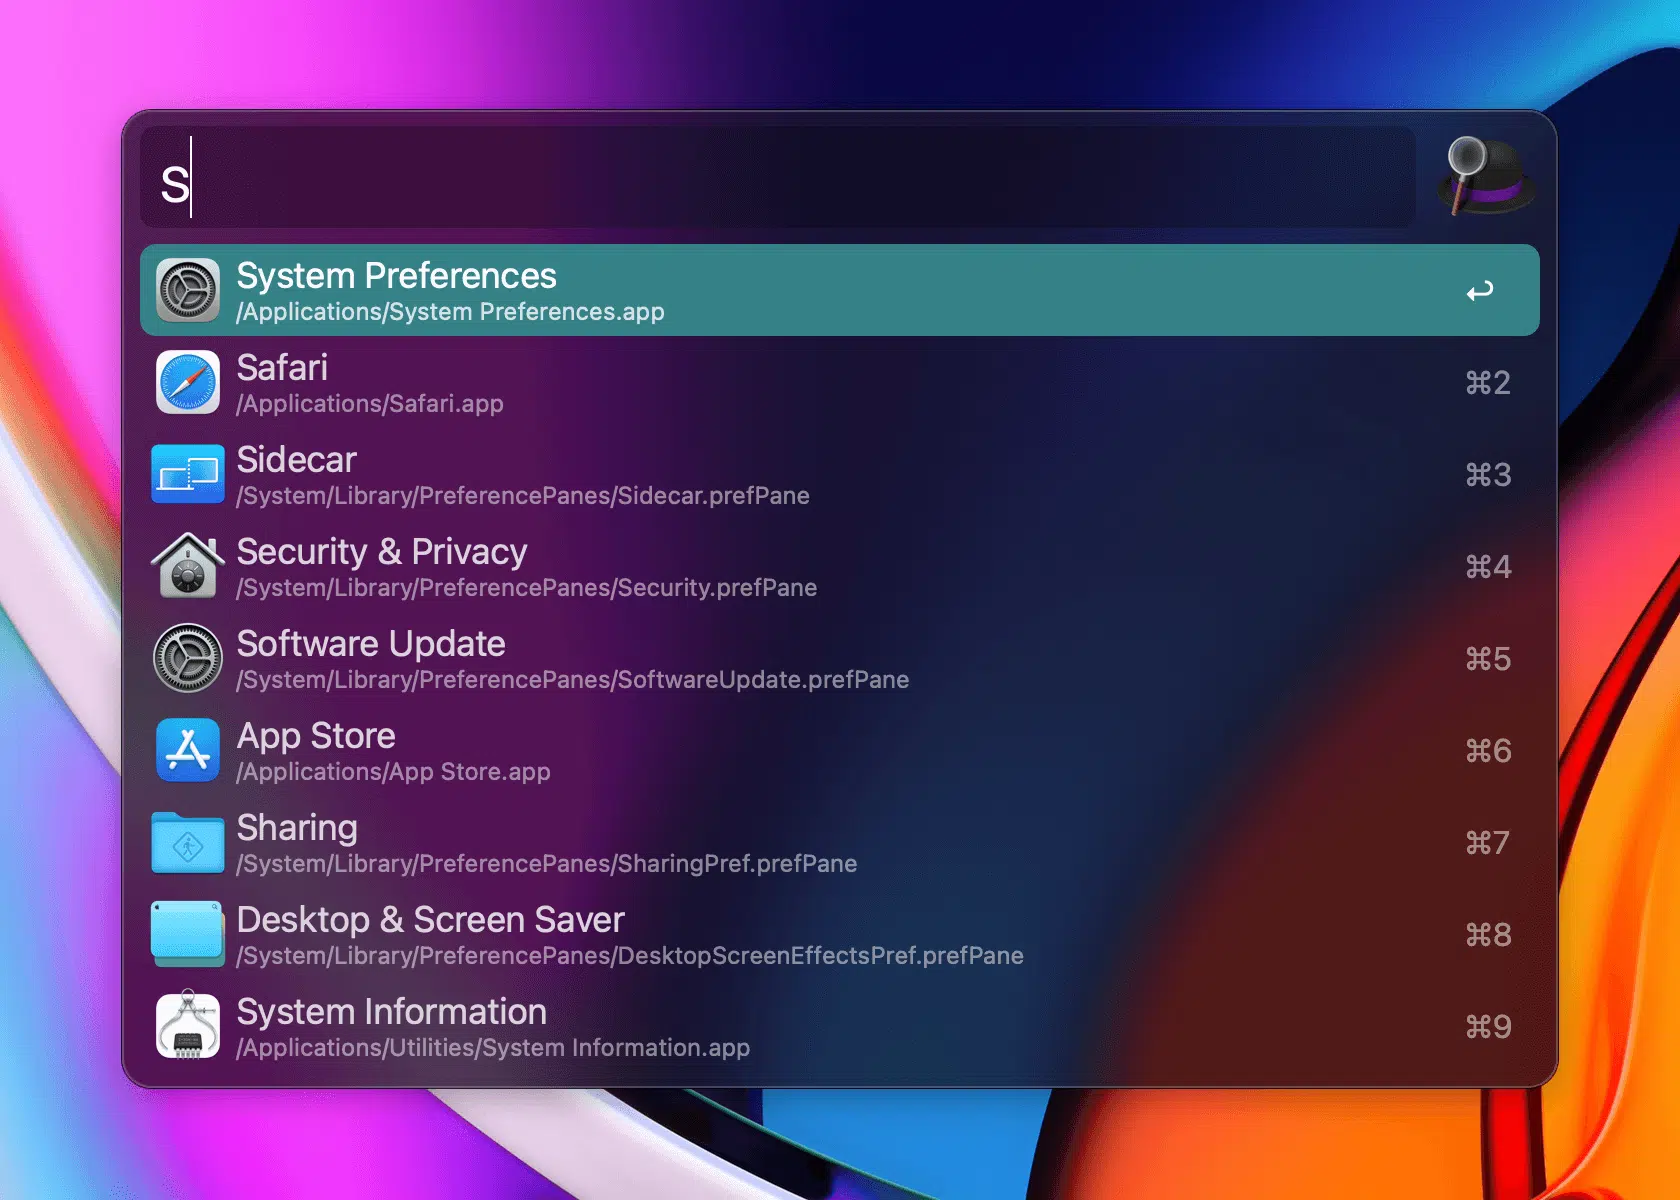 S
System Preferences
/Applications/System Preferences.app
↩
Safari
/Applications/Safari.app
⌘2
Sidecar
/System/Library/PreferencePanes/Sidecar.prefPane
⌘3
Security & Privacy
/System/Library/PreferencePanes/Security.prefPane
⌘4
Software Update
/System/Library/PreferencePanes/SoftwareUpdate.prefPane
⌘5
App Store
/Applications/App Store.app
⌘6
Sharing
/System/Library/PreferencePanes/SharingPref.prefPane
⌘7
Desktop & Screen Saver
/System/Library/PreferencePanes/DesktopScreenEffectsPref.prefPane
⌘8
System Information
/Applications/Utilities/System Information.app
⌘9